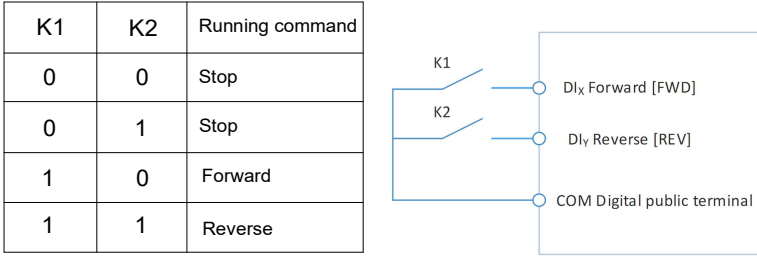 K1 K2 Running command
0 0 Stop
0 1 Stop
1 0 Forward
1 1 Reverse
K1
DIX Forward [FWD]
K2
DIY Reverse [REV]
COM Digital public terminal